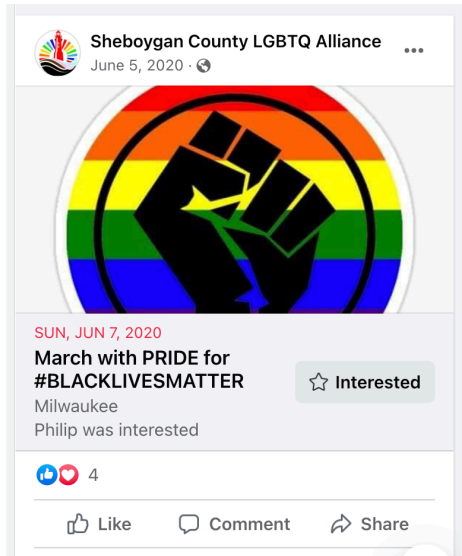 Sheboygan County LGBTQ Alliance
June 5, 2020 ·
SUN, JUN 7, 2020
March with PRIDE for
#BLACKLIVESMATTER
Interested
Milwaukee
Philip was interested
4
Like Comment Share